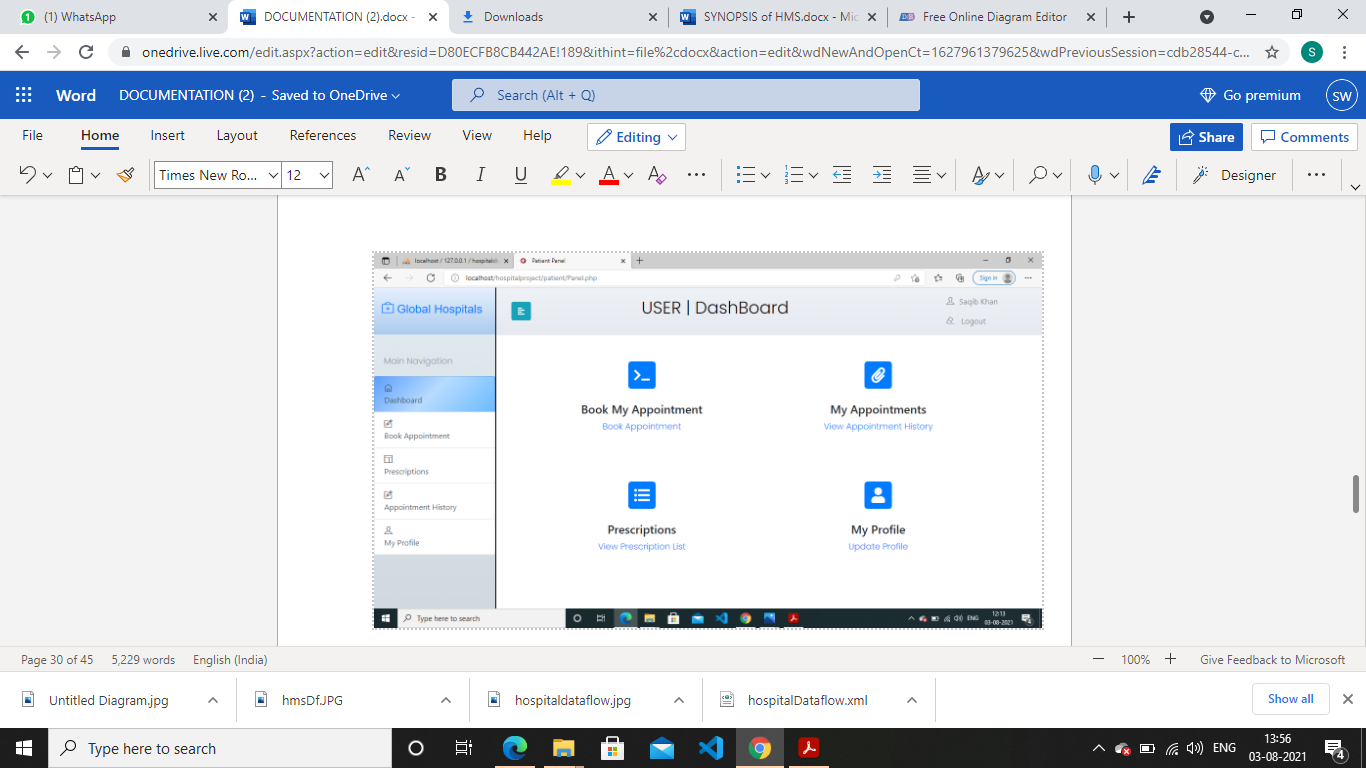 (1) WhatsApp
DOCUMENTATION (2).docx -
Downloads
SYNOPSIS of HMS.docx - Mic
Free Online Diagram Editor
onedrive.live.com/edit.aspx?action=edit&resid=D80ECFB8CB442AE!189&ithint=file%2cdocx&action=edit&wdNewAndOpenCt=1627961379625&wdPreviousSession=cdb28544-c...
S
Word
DOCUMENTATION (2) - Saved to OneDrive
Search (Alt + Q)
Go premium
SW
File
Home
Insert
Layout
References
Review
View
Help
Editing
Share
Comments
Times New Ro...
12
Designer
localhost / 127.0.0.1 / hospital
Patient Panel
localhost/hospitalproject/patient/Panel.php
Sign in
Global Hospitals
USER | DashBoard
Saqib Khan
Logout
Main Navigation
Dashboard
Book Appointment
Prescriptions
Appointment History
My Profile
Book My Appointment
Book Appointment
My Appointments
View Appointment History
Prescriptions
View Prescription List
My Profile
Update Profile
Type here to search
ENG
12:13
03-08-2021
Page 30 of 45
5,229 words
English (India)
100%
Give Feedback to Microsoft
Untitled Diagram.jpg
hmsDf.JPG
hospitaldataflow.jpg
hospitalDataflow.xml
Show all
Type here to search
ENG
13:56
03-08-2021
4